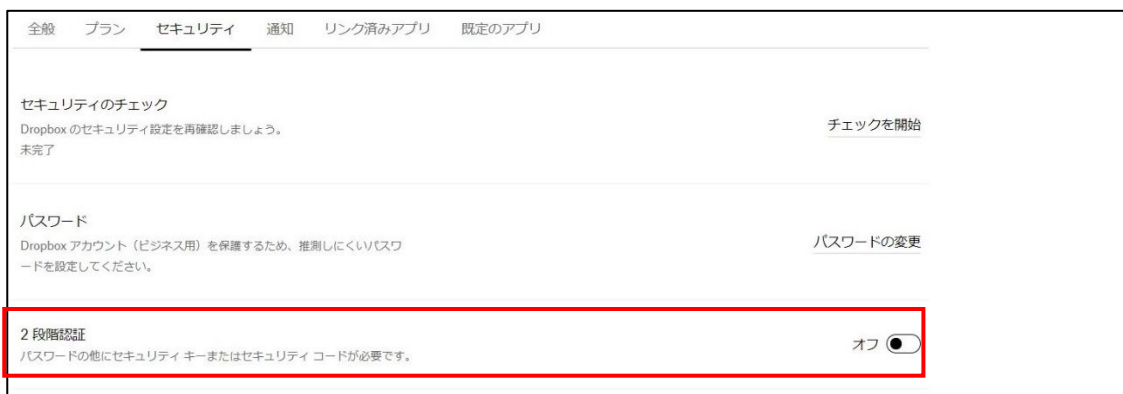 全般 プラン セキュリティ 通知 リンク済みアプリ 既定のアプリ
セキュリティのチェック
Dropbox のセキュリティ設定を再確認しましょう。
未完了
チェックを開始
パスワード
Dropbox アカウント（ビジネス用）を保護するため、推測しにくいパスワ
ードを設定してください。
パスワードの変更
2 段階認証
パスワードの他にセキュリティ キーまたはセキュリティ コードが必要です。
オフ